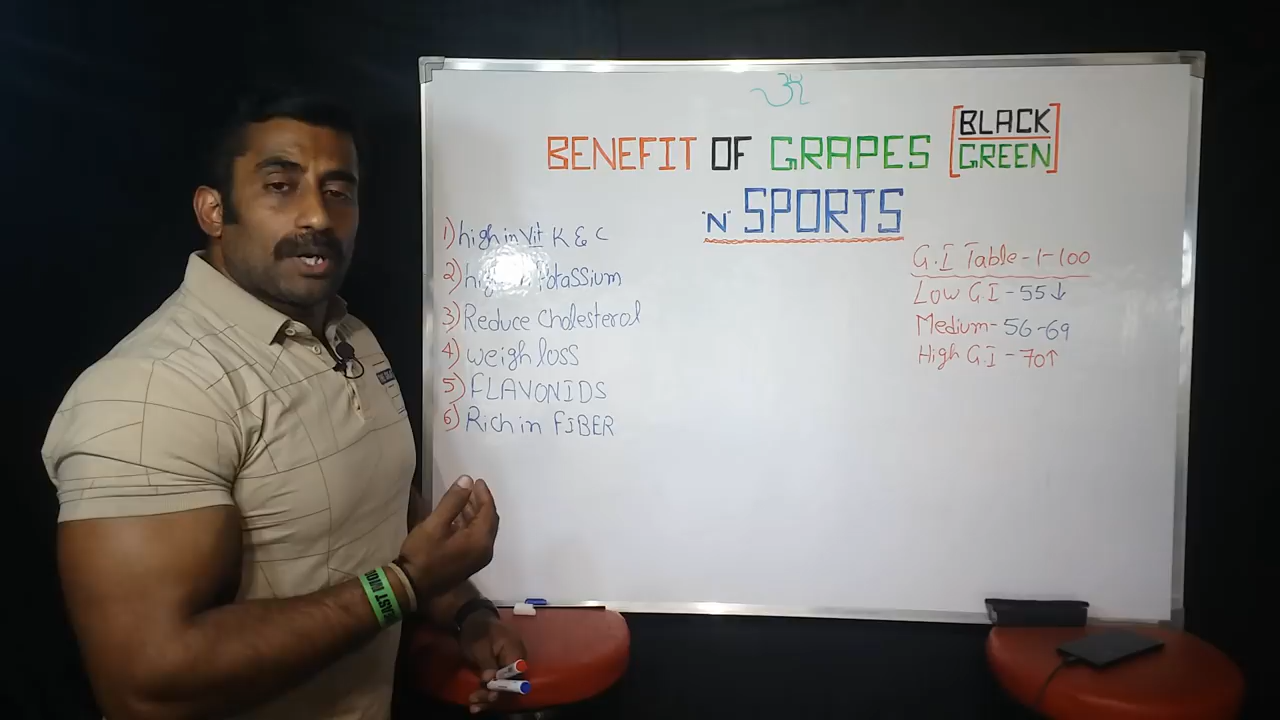 ॐ
BENEFIT OF GRAPES [BLACK
GREEN]
"N" SPORTS
1) high in Vit K & C
2) high Potassium
3) Reduce Cholesterol
4) weigh loss
5) FLAVONIDS
6) Rich in FIBER
G.I Table - 1-100
Low G I - 55↓
Medium - 56-69
High G.I - 70↑